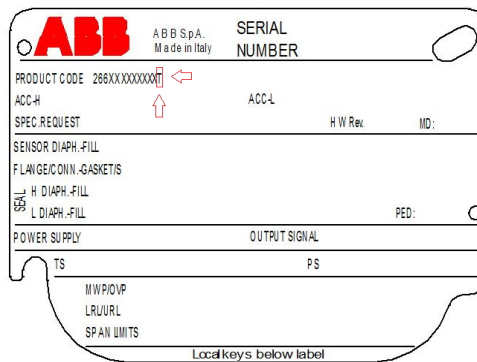 ABB
ABB S.p.A.
Made in Italy
SERIAL
NUMBER
PRODUCT CODE 266XXXXXXXXXT
ACC-H ACC-L
SPEC.REQUEST H W Rev. MD:
SENSOR DIAPH.-FILL
FLANGE/CONN.-GASKET/S
SEAL
H DIAPH.-FILL
L DIAPH.-FILL PED:
POWER SUPPLY OUTPUT SIGNAL
TS PS
MWP/OVP
LRL/URL
SPAN LIMITS
Local keys below label